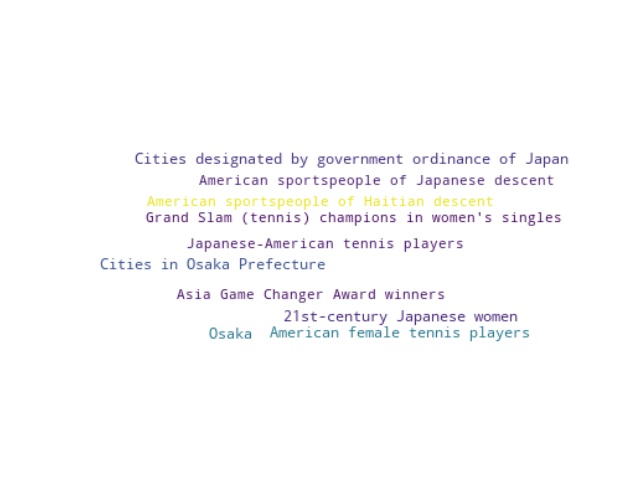 Cities designated by government ordinance of Japan
American sportspeople of Japanese descent
American sportspeople of Haitian descent
Grand Slam (tennis) champions in women's singles
Japanese-American tennis players
Cities in Osaka Prefecture
Asia Game Changer Award winners
21st-century Japanese women
Osaka American female tennis players